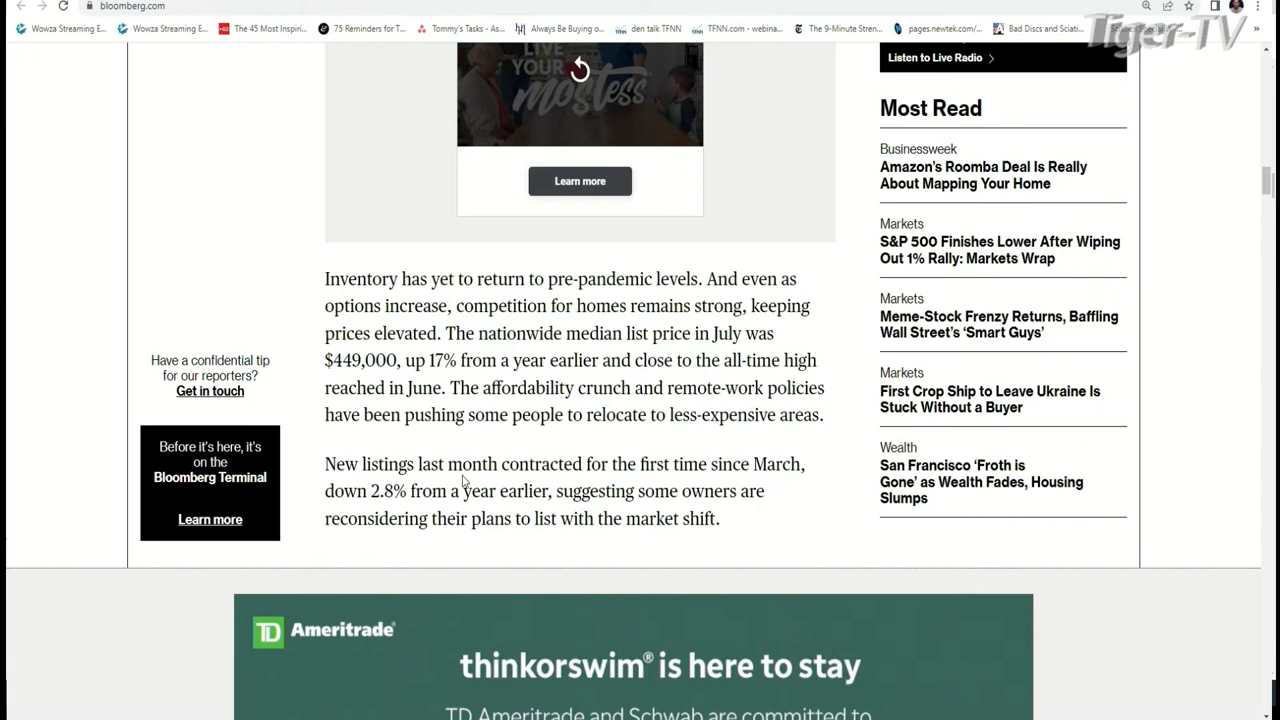 bloomberg.com
Wowza Streaming E...
Wowza Streaming E...
The 45 Most Inspiri...
75 Reminders for T...
Tommy's Tasks - As...
Always Be Buying o...
den talk TFNN
TFNN.com - webina...
The 9-Minute Stren...
pages.newtek.com/...
Bad Discs and Sciati...
Tiger-TV
LIVE
YOUR
mostess
Learn more
Inventory has yet to return to pre-pandemic levels. And even as
options increase, competition for homes remains strong, keeping
prices elevated. The nationwide median list price in July was
$449,000, up 17% from a year earlier and close to the all-time high
reached in June. The affordability crunch and remote-work policies
have been pushing some people to relocate to less-expensive areas.
New listings last month contracted for the first time since March,
down 2.8% from a year earlier, suggesting some owners are
reconsidering their plans to list with the market shift.
Have a confidential tip
for our reporters?
Get in touch
Before it's here, it's
on the
Bloomberg Terminal
Learn more
Listen to Live Radio
Most Read
Businessweek
Amazon's Roomba Deal Is Really
About Mapping Your Home
Markets
S&P 500 Finishes Lower After Wiping
Out 1% Rally: Markets Wrap
Markets
Meme-Stock Frenzy Returns, Baffling
Wall Street's 'Smart Guys'
Markets
First Crop Ship to Leave Ukraine Is
Stuck Without a Buyer
Wealth
San Francisco 'Froth is
Gone' as Wealth Fades, Housing
Slumps
TD Ameritrade
thinkorswim® is here to stay
TD Ameritrade and Schwab are committed to